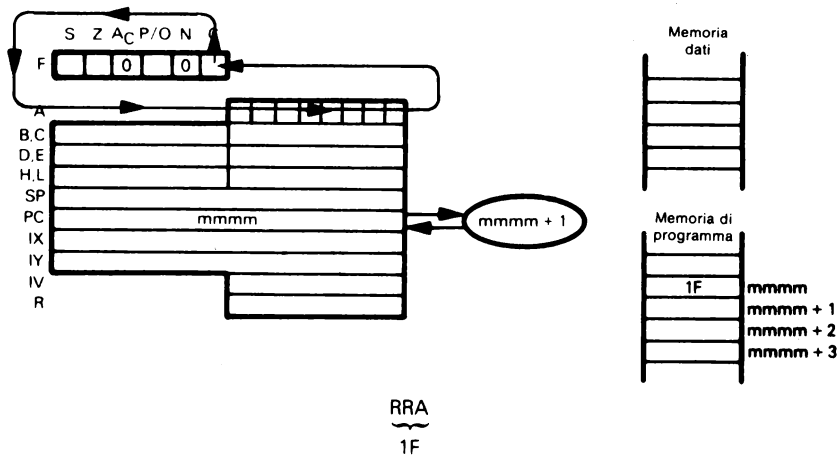 S Z AC P/O N C
F 0 0
A
B,C
D,E
H,L
SP
PC mmmm mmmm + 1
IX
IY
IV
R
Memoria
dati
Memoria di
programma
1F mmmm
mmmm + 1
mmmm + 2
mmmm + 3
RRA
1F